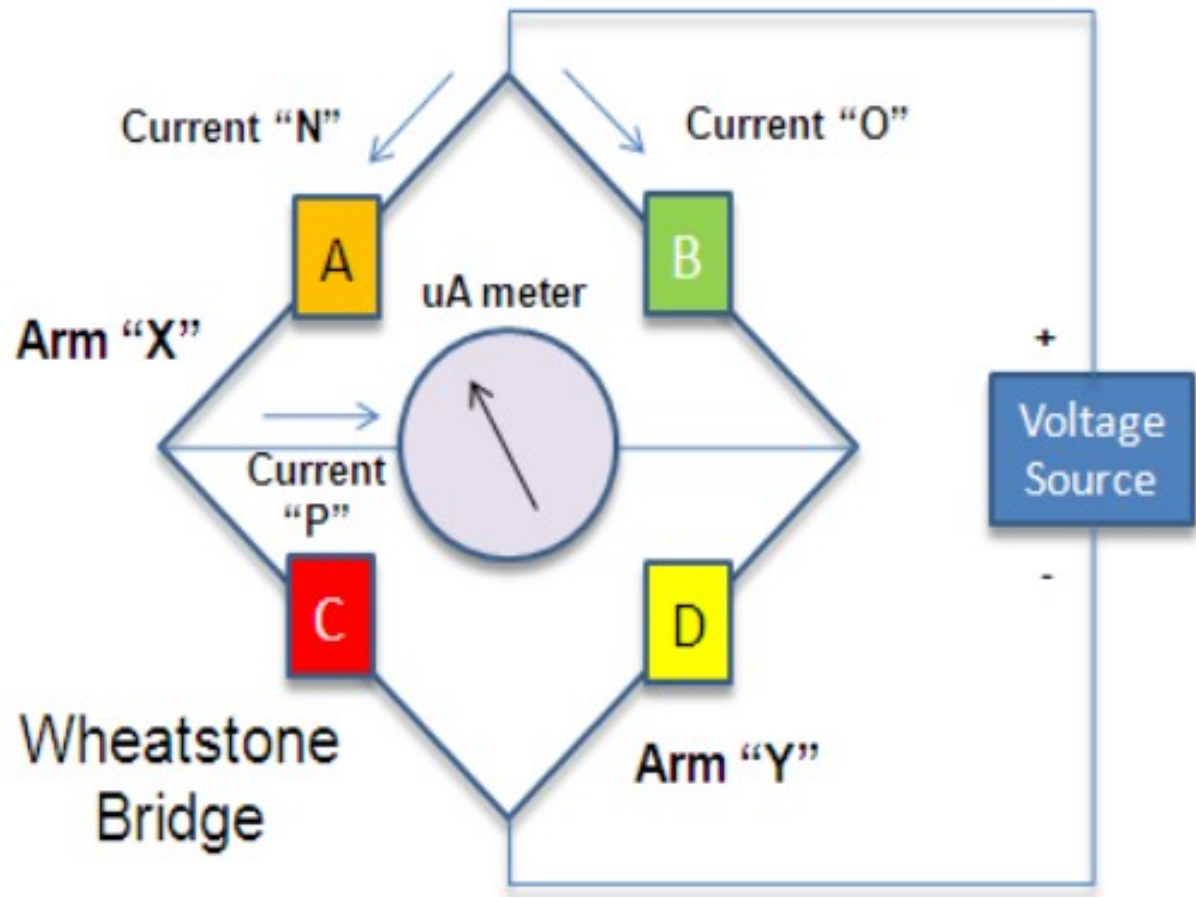 Current “N”
Current “O”
A
B
uA meter
Arm “X”
+
Voltage
Source
Current
“P”
-
C
D
Wheatstone
Bridge
Arm “Y”